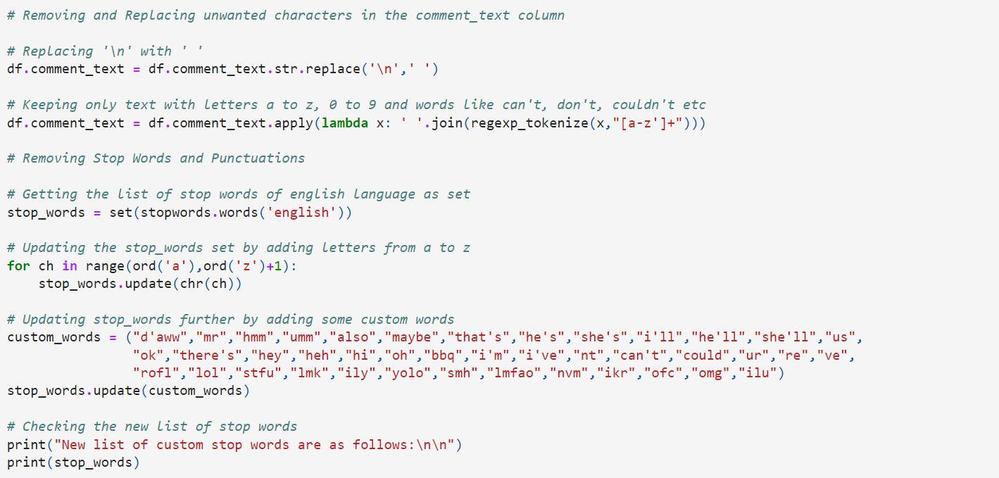 # Removing and Replacing unwanted characters in the comment_text column
# Replacing '\n' with ' '
df.comment_text = df.comment_text.str.replace('\n',' ')
# Keeping only text with letters a to z, 0 to 9 and words like can't, don't, couldn't etc
df.comment_text = df.comment_text.apply(lambda x: ' '.join(regexp_tokenize(x,"[a-z']+")))
# Removing Stop Words and Punctuations
# Getting the list of stop words of english language as set
stop_words = set(stopwords.words('english'))
# Updating the stop_words set by adding letters from a to z
for ch in range(ord('a'),ord('z')+1):
    stop_words.update(chr(ch))
# Updating stop_words further by adding some custom words
custom_words = ("d'aww","mr","hmm","umm","also","maybe","that's","he's","she's","i'll","he'll","she'll","us",
                "ok","there's","hey","heh","hi","oh","bbq","i'm","i've","nt","can't","could","ur","re","ve",
                "rofl","lol","stfu","lmk","ily","yolo","smh","lmfao","nvm","ikr","ofc","omg","ilu")
stop_words.update(custom_words)
# Checking the new list of stop words
print("New list of custom stop words are as follows:\n\n")
print(stop_words)